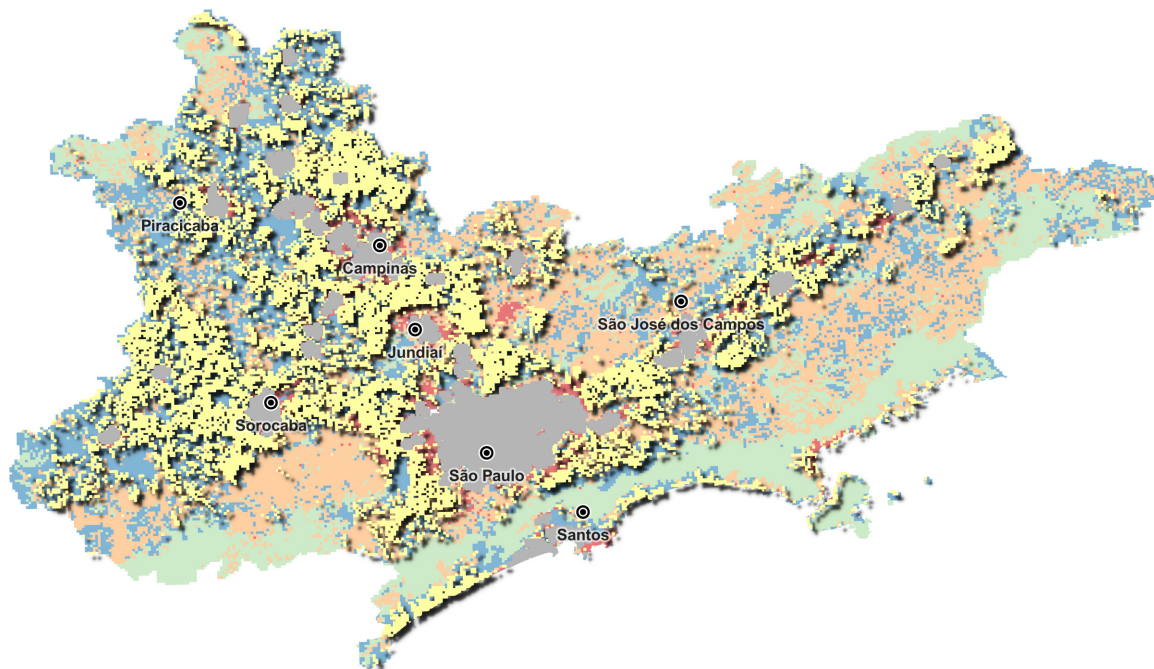 Piracicaba
Campinas
São José dos Campos
Jundiaí
Sorocaba
São Paulo
Santos